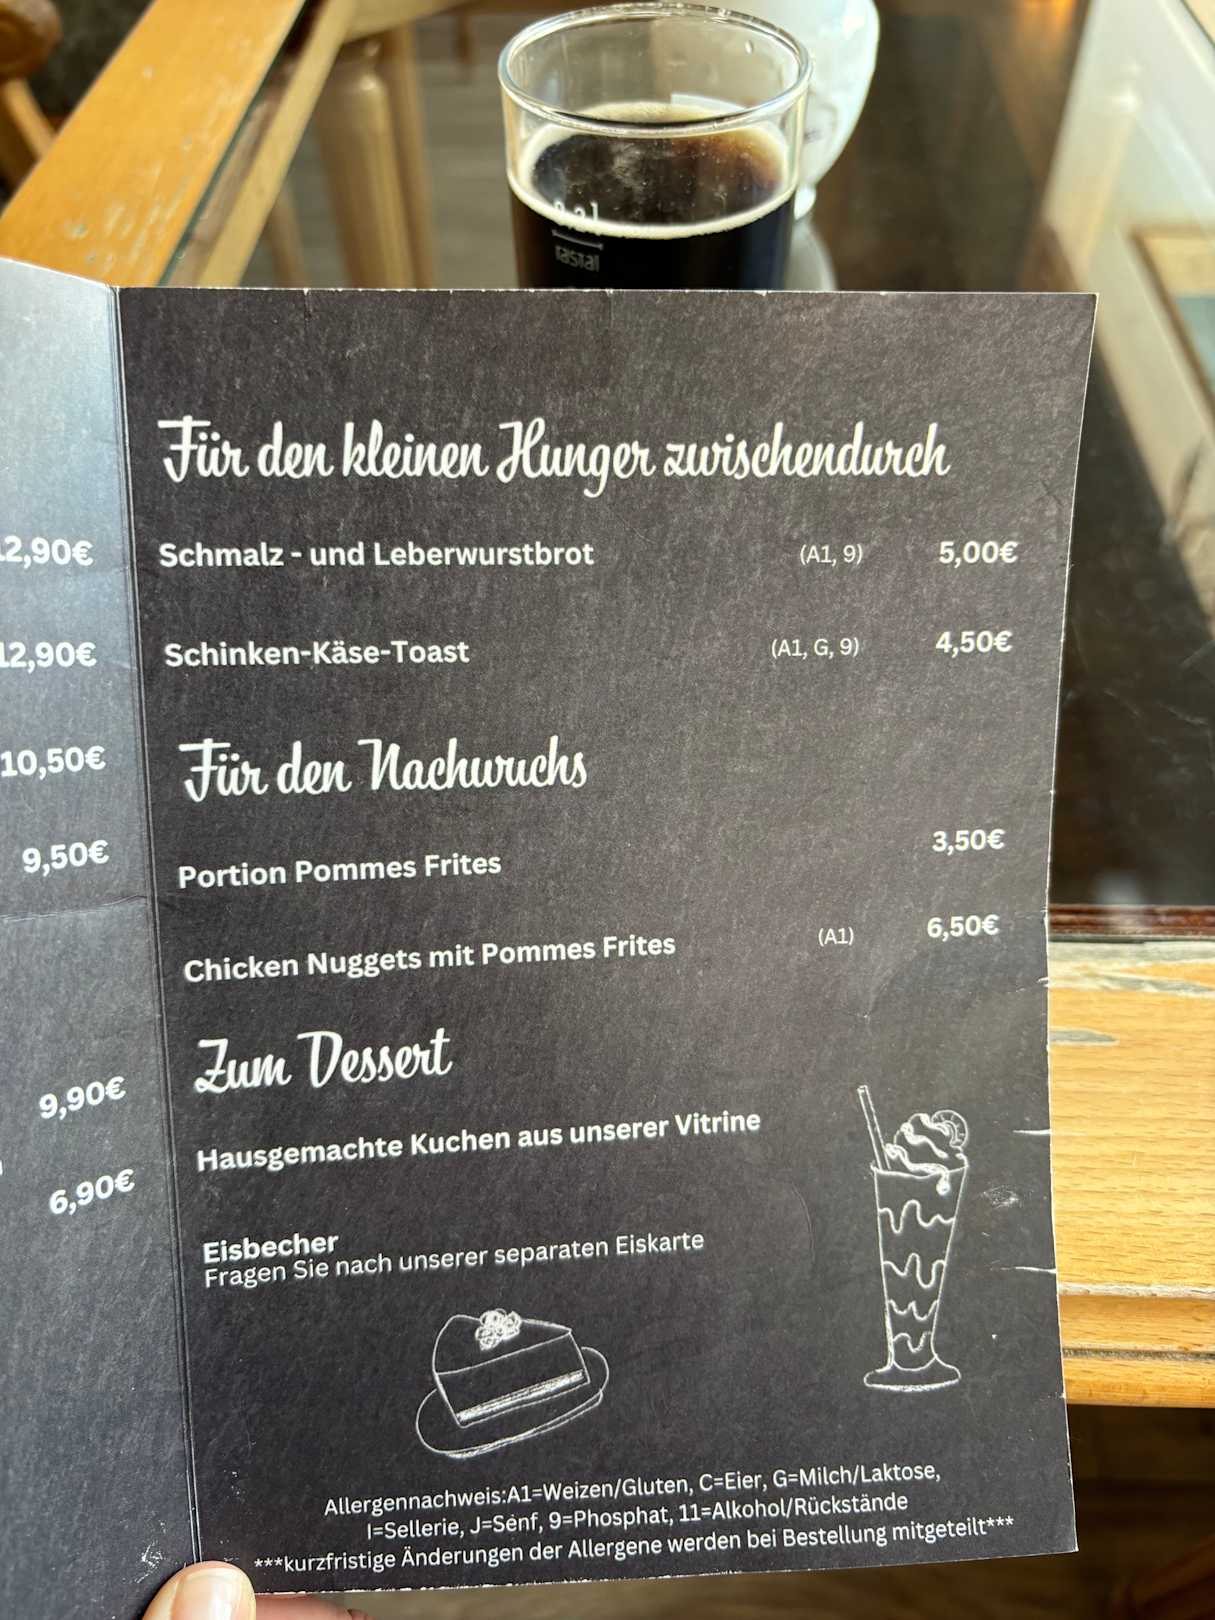 0,2l
rastal
Für den kleinen Hunger zwischendurch
Schmalz - und Leberwurstbrot (A1, 9) 5,00€
Schinken-Käse-Toast (A1, G, 9) 4,50€
Für den Nachwuchs
Portion Pommes Frites 3,50€
Chicken Nuggets mit Pommes Frites (A1) 6,50€
Zum Dessert
Hausgemachte Kuchen aus unserer Vitrine
Eisbecher
Fragen Sie nach unserer separaten Eiskarte
Allergennachweis:A1=Weizen/Gluten, C=Eier, G=Milch/Laktose,
I=Sellerie, J=Senf, 9=Phosphat, 11=Alkohol/Rückstände
***kurzfristige Änderungen der Allergene werden bei Bestellung mitgeteilt***
12,90€
12,90€
10,50€
9,50€
9,90€
6,90€